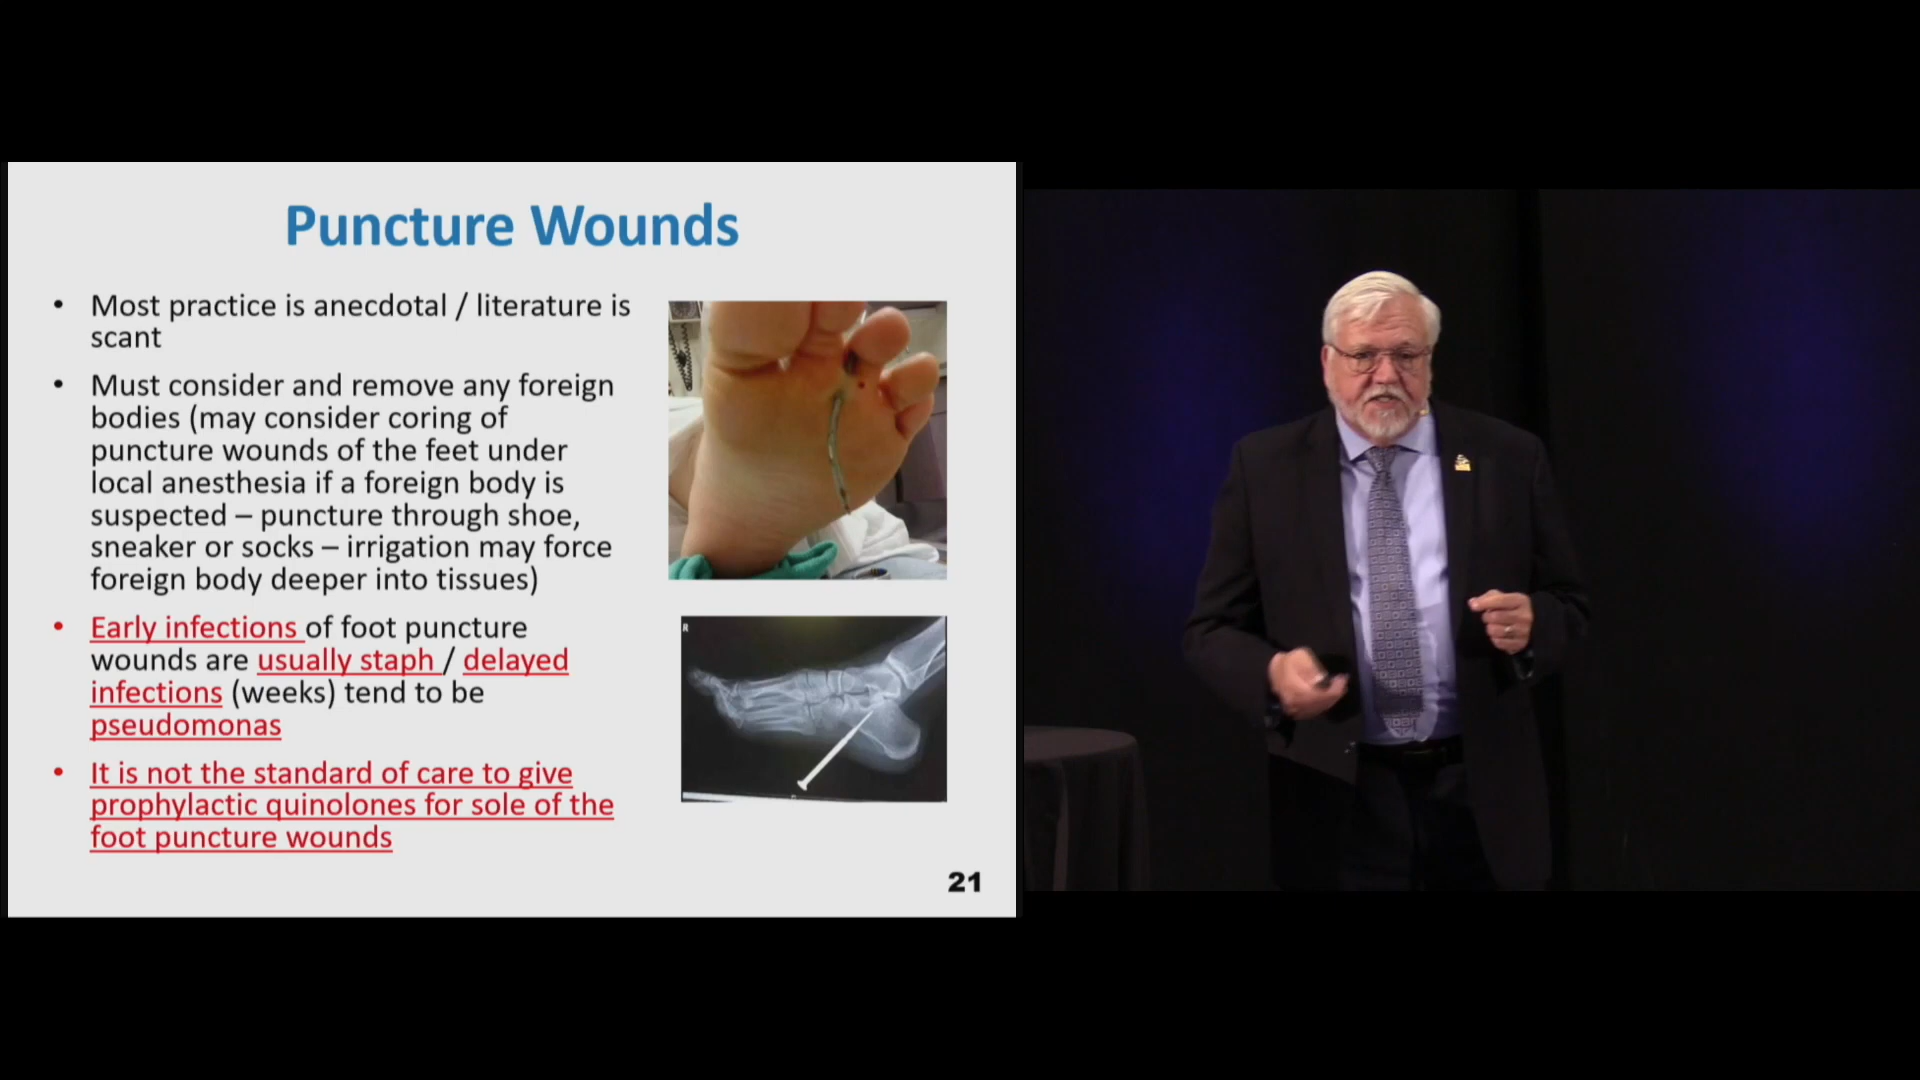 Puncture Wounds
• Most practice is anecdotal / literature is
scant
• Must consider and remove any foreign
bodies (may consider coring of
puncture wounds of the feet under
local anesthesia if a foreign body is
suspected – puncture through shoe,
sneaker or socks – irrigation may force
foreign body deeper into tissues)
• Early infections of foot puncture
wounds are usually staph / delayed
infections (weeks) tend to be
pseudomonas
• It is not the standard of care to give
prophylactic quinolones for sole of the
foot puncture wounds
R
21